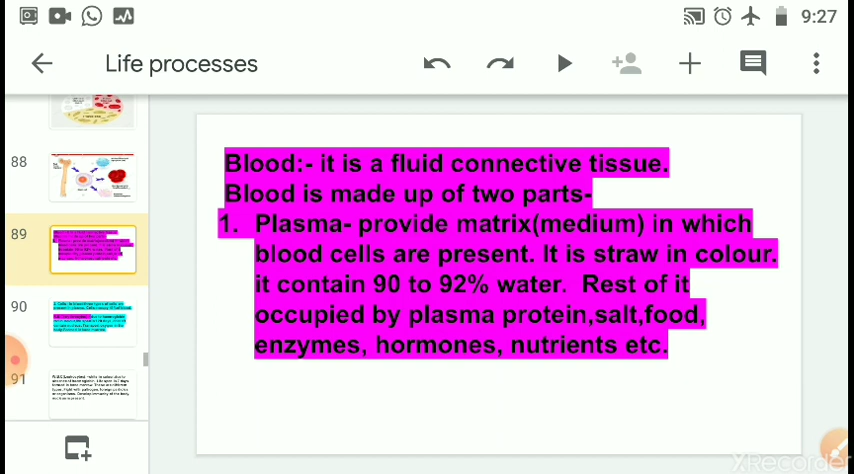 9:27
Life processes
88
89
90
91
Blood:- it is a fluid connective tissue.
Blood is made up of two parts-
1. Plasma- provide matrix(medium) in which
blood cells are present. It is straw in colour.
it contain 90 to 92% water. Rest of it
occupied by plasma protein,salt,food,
enzymes, hormones, nutrients etc.
XRecorder